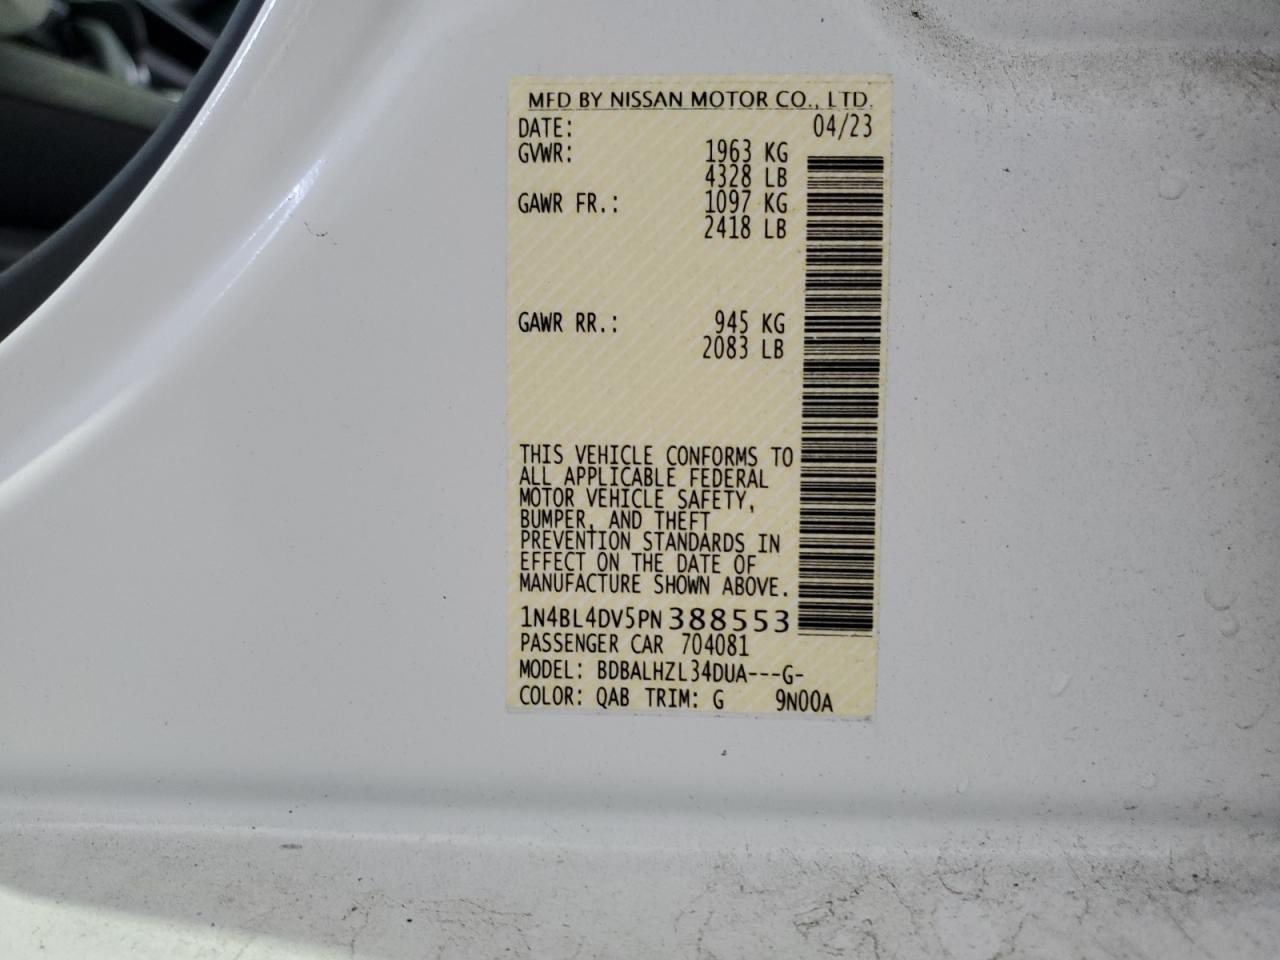 MFD BY NISSAN MOTOR CO., LTD.
DATE: 04/23
GVWR: 1963 KG
4328 LB
GAWR FR.: 1097 KG
2418 LB
GAWR RR.: 945 KG
2083 LB
THIS VEHICLE CONFORMS TO
ALL APPLICABLE FEDERAL
MOTOR VEHICLE SAFETY,
BUMPER, AND THEFT
PREVENTION STANDARDS IN
EFFECT ON THE DATE OF
MANUFACTURE SHOWN ABOVE.
1N4BL4DV5PN388553
PASSENGER CAR 704081
MODEL: BDBALHZL34DUA---G-
COLOR: QAB TRIM: G 9N00A